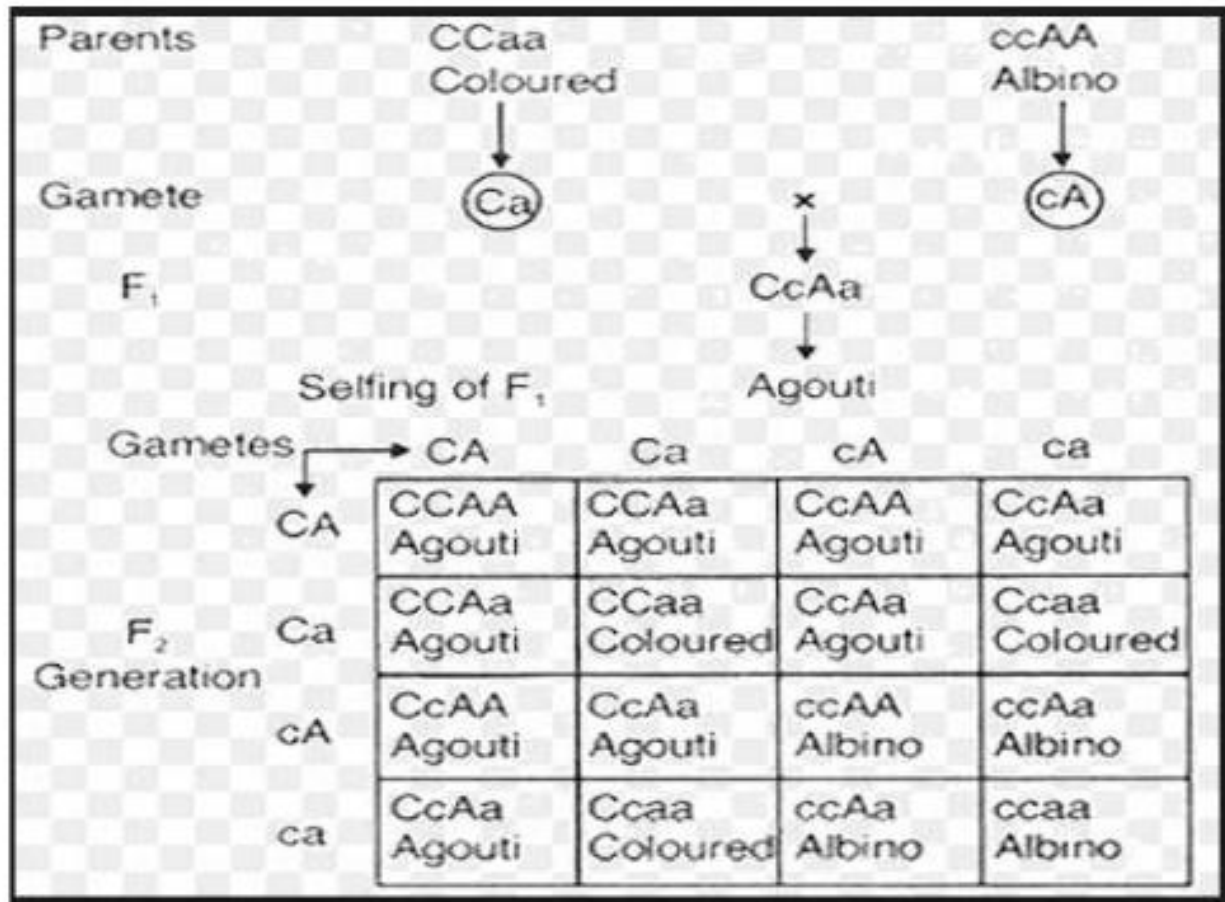 Parents CCaa ccAA
Coloured Albino
Gamete Ca × cA
F₁ CcAa
Selfing of F₁ Agouti
Gametes CA Ca cA ca
CA CCAA CCAa CcAA CcAa
Agouti Agouti Agouti Agouti
F₂ Ca CCAa CCaa CcAa Ccaa
Generation Agouti Coloured Agouti Coloured
cA CcAA CcAa ccAA ccAa
Agouti Agouti Albino Albino
ca CcAa Ccaa ccAa ccaa
Agouti Coloured Albino Albino